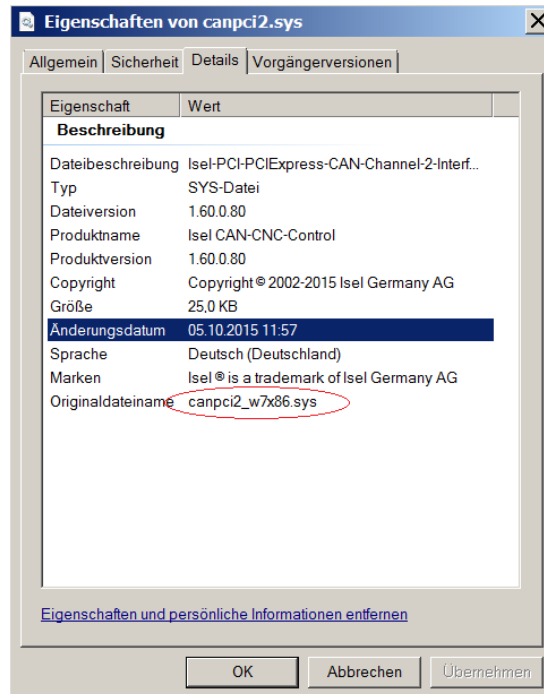 Eigenschaften von canpci2.sys
Allgemein Sicherheit Details Vorgängerversionen
Eigenschaft Wert
Beschreibung
Dateibeschreibung Isel-PCI-PCIExpress-CAN-Channel-2-Interf...
Typ SYS-Datei
Dateiversion 1.60.0.80
Produktname Isel CAN-CNC-Control
Produktversion 1.60.0.80
Copyright Copyright © 2002-2015 Isel Germany AG
Größe 25,0 KB
Änderungsdatum 05.10.2015 11:57
Sprache Deutsch (Deutschland)
Marken Isel ® is a trademark of Isel Germany AG
Originaldateiname canpci2_w7x86.sys
Eigenschaften und persönliche Informationen entfernen
OK Abbrechen Übernehmen